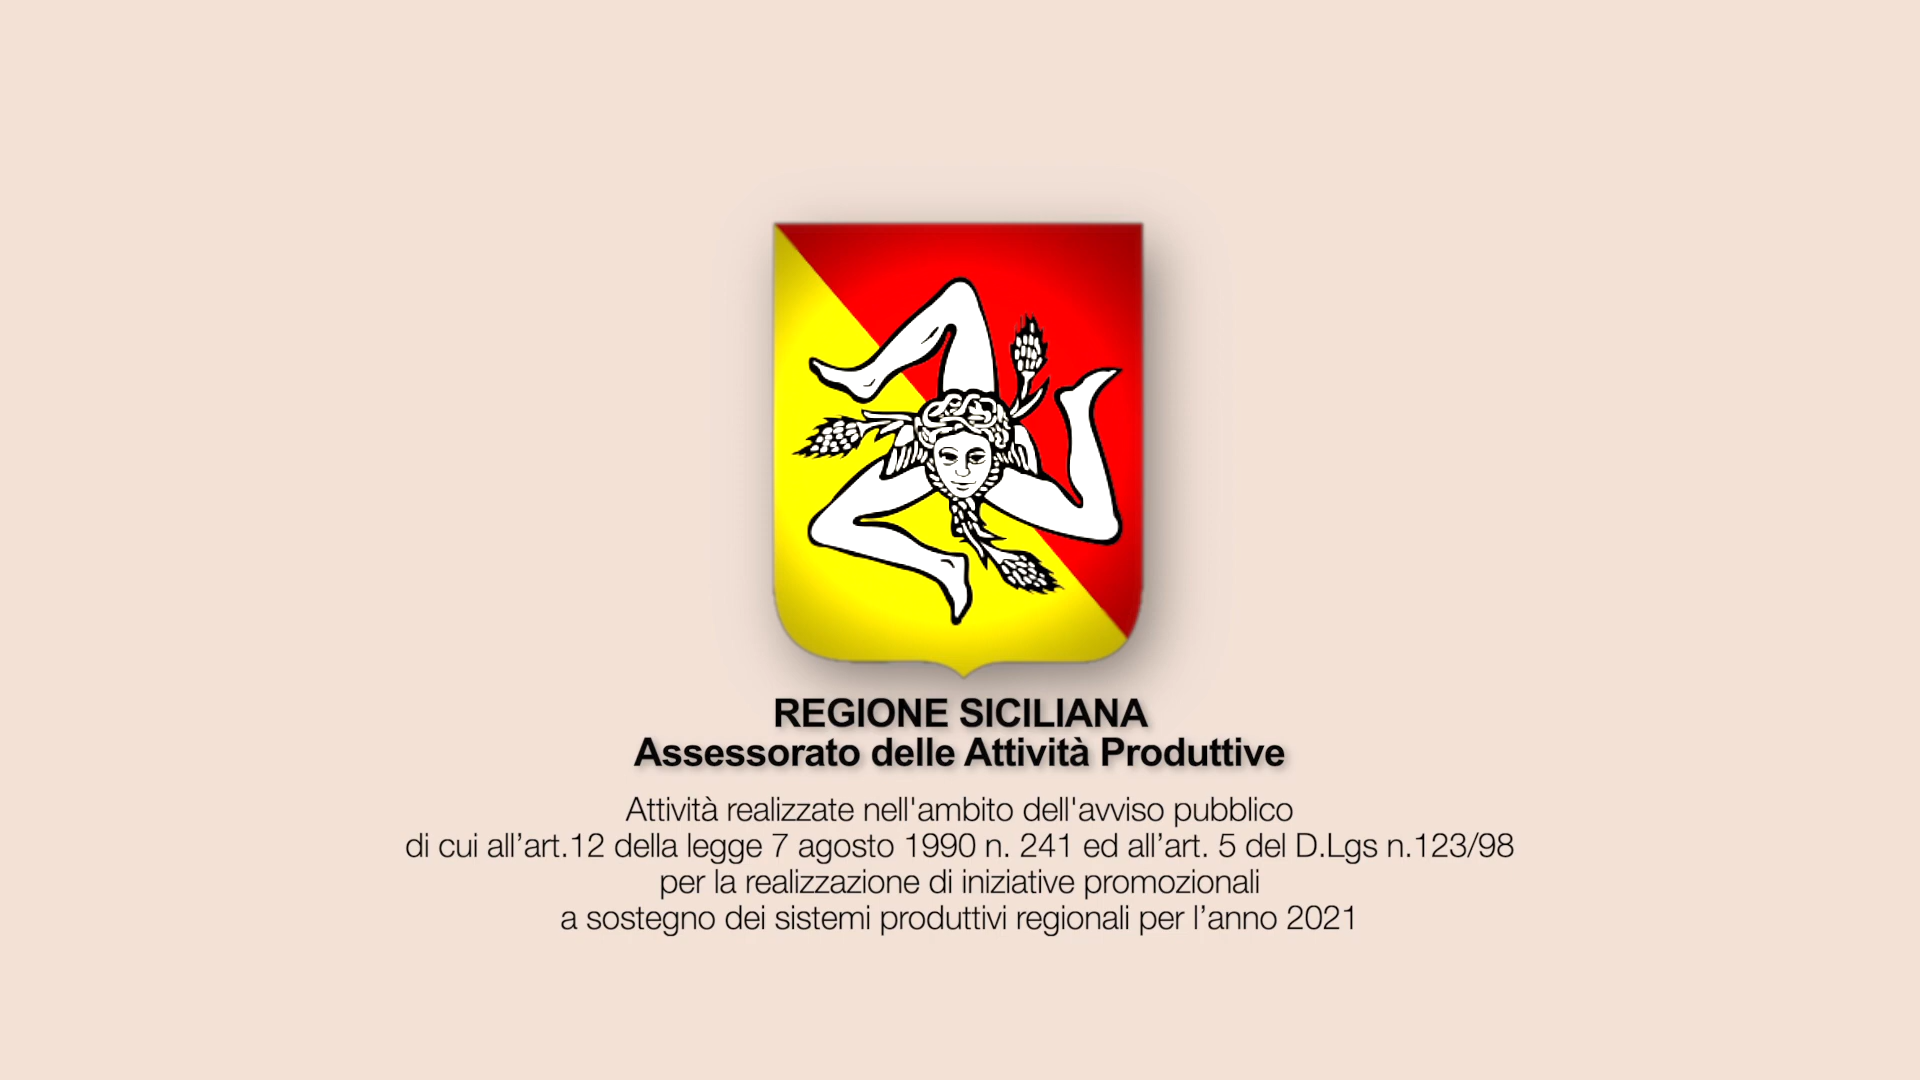 REGIONE SICILIANA
Assessorato delle Attività Produttive
Attività realizzate nell'ambito dell'avviso pubblico
di cui all’art.12 della legge 7 agosto 1990 n. 241 ed all’art. 5 del D.Lgs n.123/98
per la realizzazione di iniziative promozionali
a sostegno dei sistemi produttivi regionali per l’anno 2021